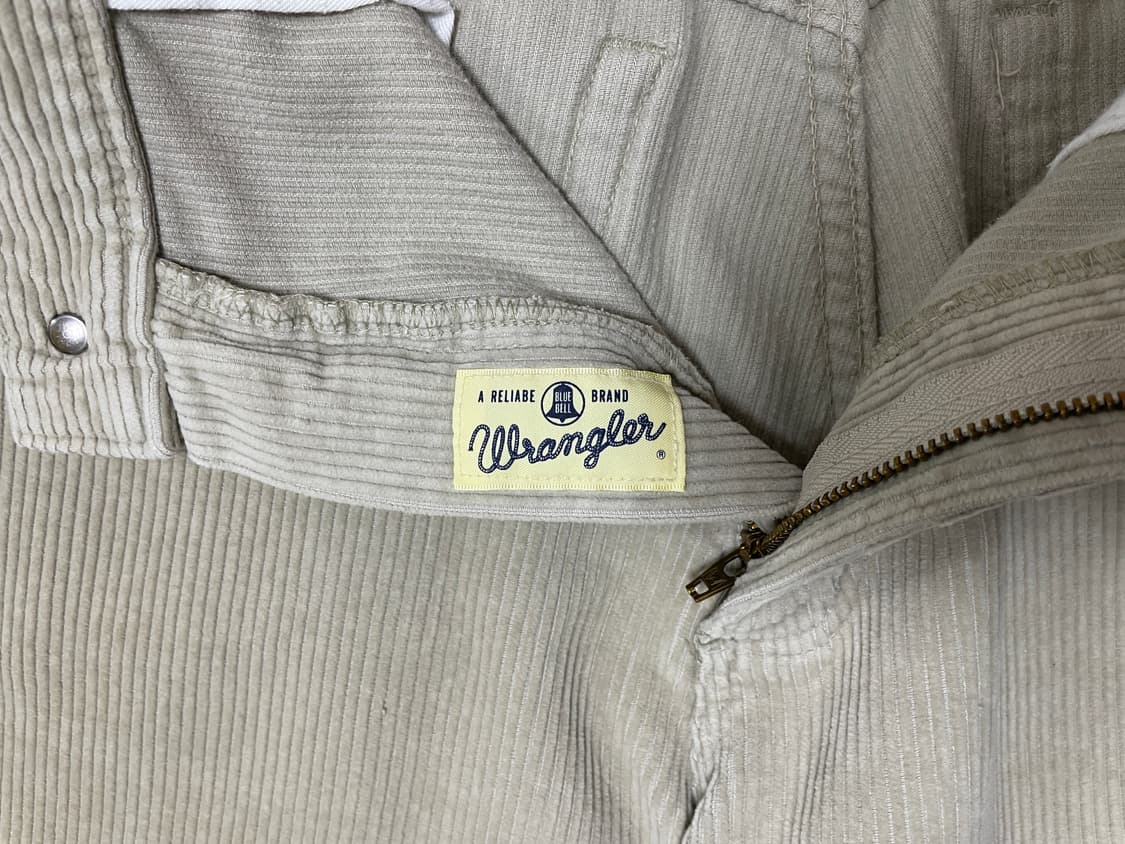 A RELIABE BLUE BELL BRAND
Wrangler
®